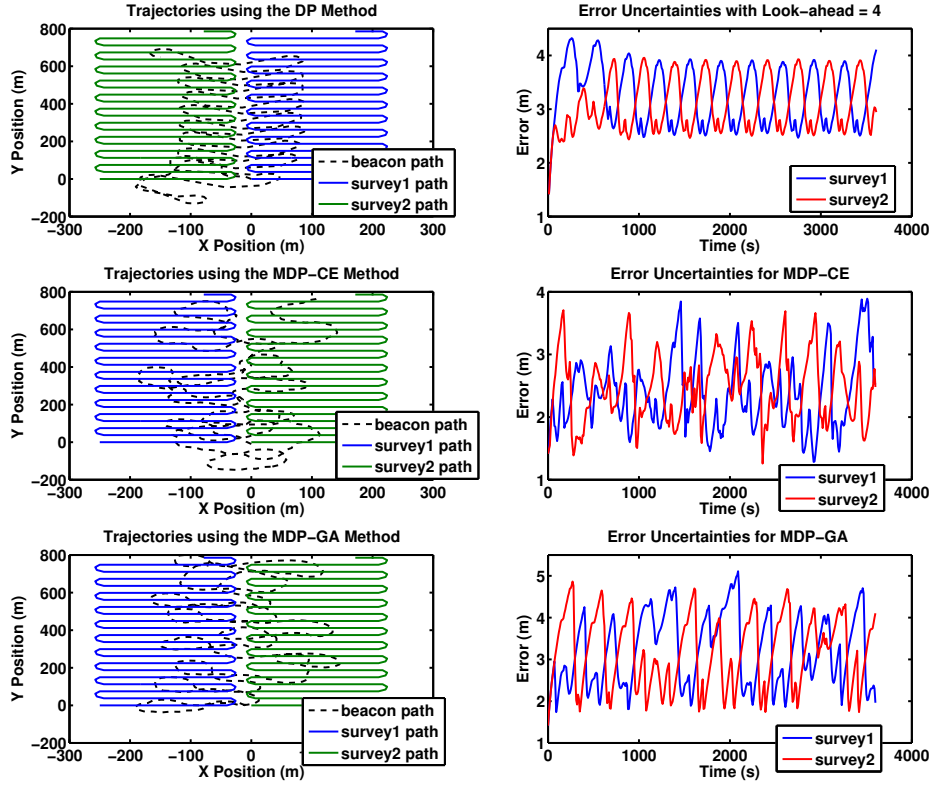 Trajectories using the DP Method
800
600
400
200
0
−200
−300
−200
−100
0
100
200
300
Y Position (m)
X Position (m)
beacon path
survey1 path
survey2 path
Error Uncertainties with Look−ahead = 4
4
3
2
1
0
1000
2000
3000
4000
Error (m)
Time (s)
survey1
survey2
Trajectories using the MDP−CE Method
800
600
400
200
0
−200
−300
−200
−100
0
100
200
300
Y Position (m)
X Position (m)
beacon path
survey1 path
survey2 path
Error Uncertainties for MDP−CE
4
3
2
1
0
1000
2000
3000
4000
Error (m)
Time (s)
survey1
survey2
Trajectories using the MDP−GA Method
800
600
400
200
0
−200
−300
−200
−100
0
100
200
300
Y Position (m)
X Position (m)
beacon path
survey1 path
survey2 path
Error Uncertainties for MDP−GA
5
4
3
2
1
0
1000
2000
3000
4000
Error (m)
Time (s)
survey1
survey2